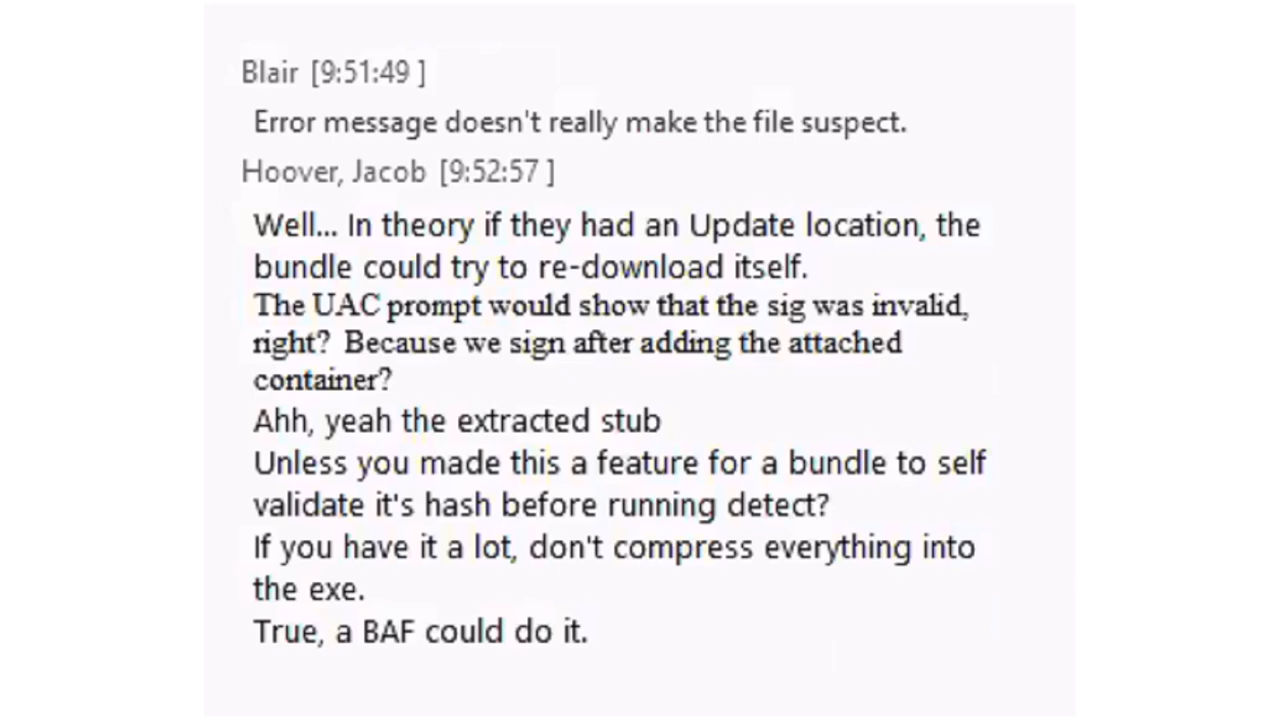 Blair [9:51:49 ]
Error message doesn't really make the file suspect.
Hoover, Jacob [9:52:57 ]
Well... In theory if they had an Update location, the
bundle could try to re-download itself.
The UAC prompt would show that the sig was invalid,
right?  Because we sign after adding the attached
container?
Ahh, yeah the extracted stub
Unless you made this a feature for a bundle to self
validate it's hash before running detect?
If you have it a lot, don't compress everything into
the exe.
True, a BAF could do it.